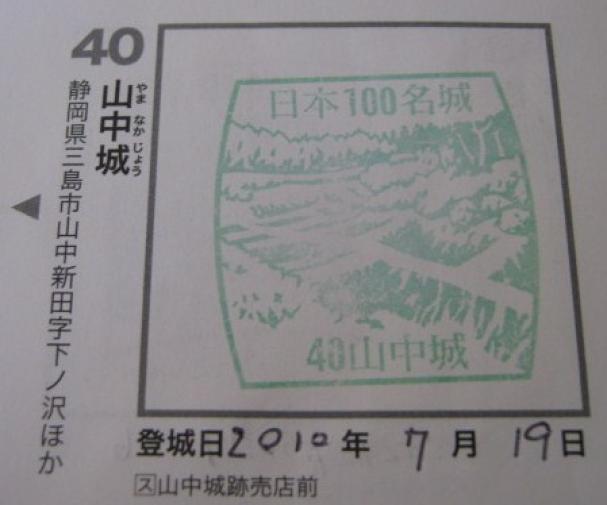 40
山中城
やまなかじょう
静岡県三島市山中新田字下ノ沢ほか
日本100名城
40山中城
登城日2010年 7月 19日
ス山中城跡売店前